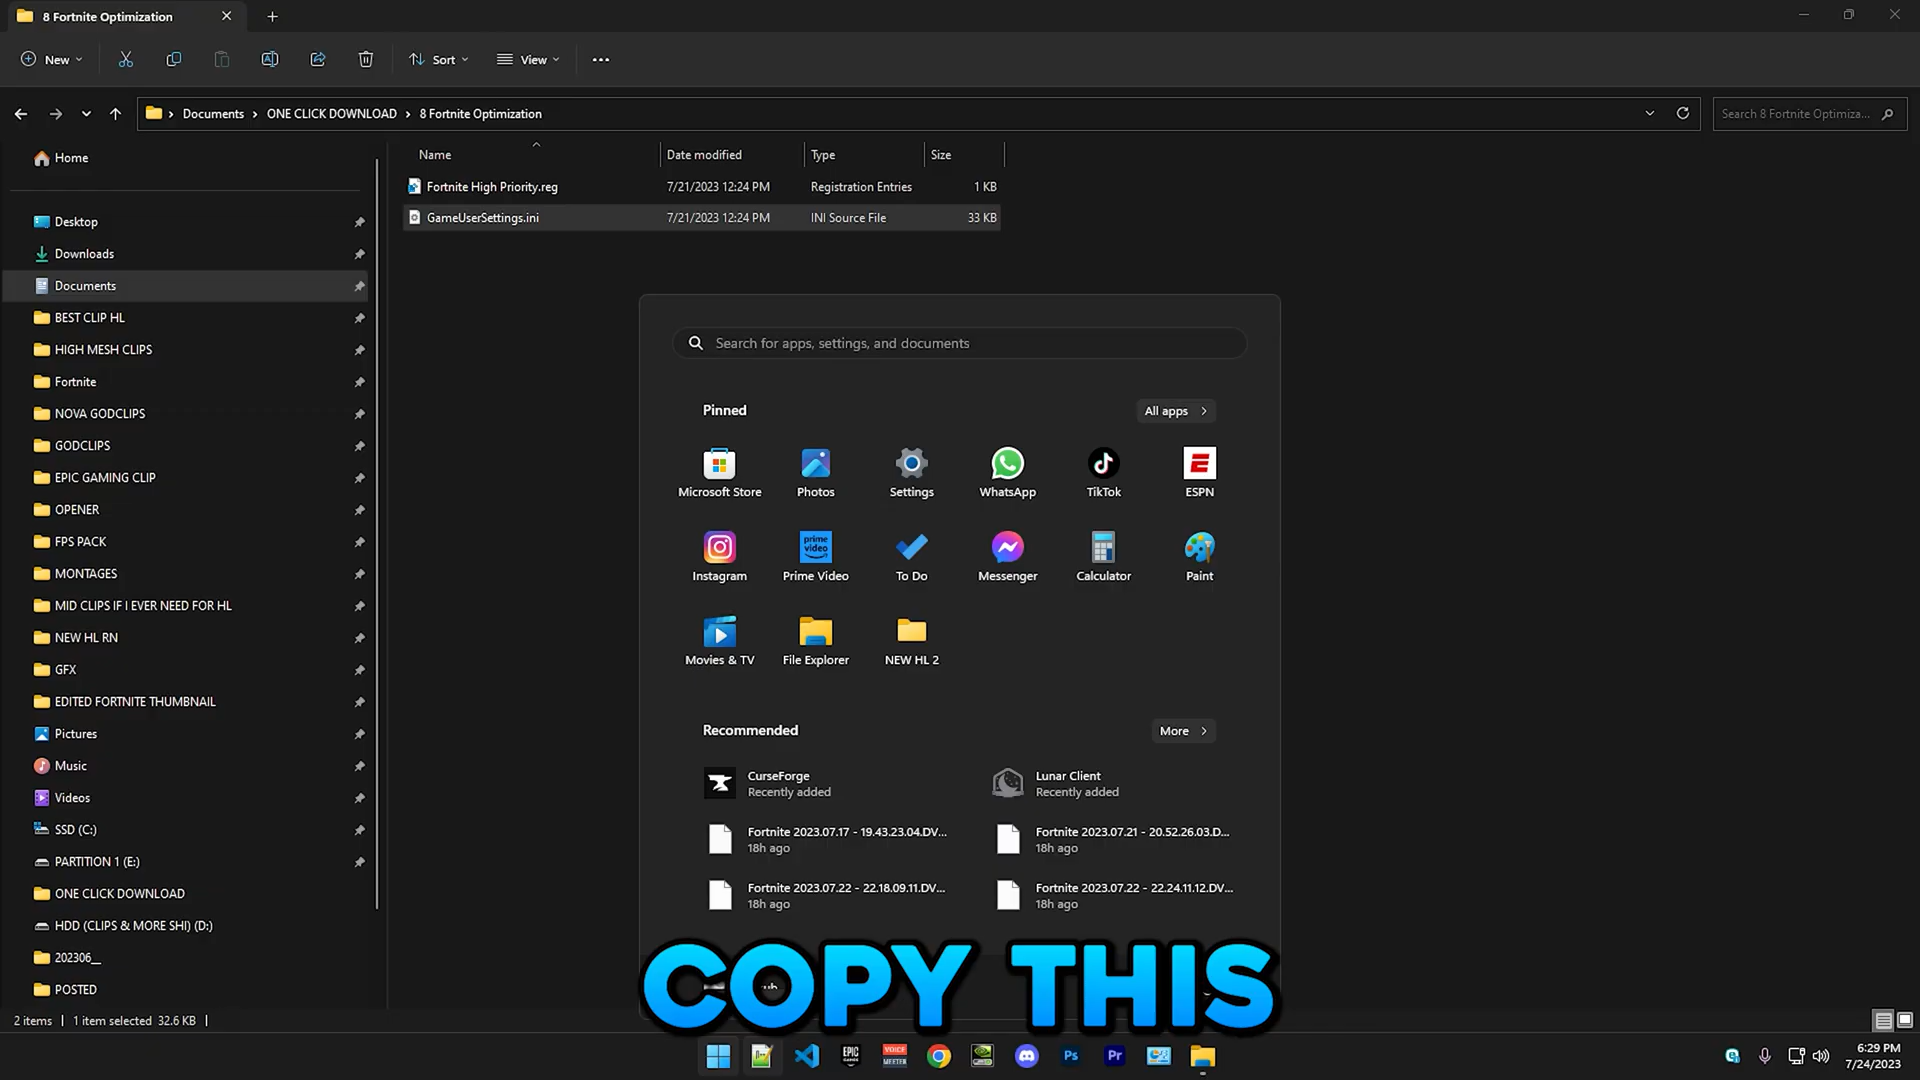 8 Fortnite Optimization
New
Sort
View
Documents
ONE CLICK DOWNLOAD
8 Fortnite Optimization
Search 8 Fortnite Optimiza...
Name
Date modified
Type
Size
Fortnite High Priority.reg
7/21/2023 12:24 PM
Registration Entries
1 KB
GameUserSettings.ini
7/21/2023 12:24 PM
INI Source File
33 KB
Home
Desktop
Downloads
Documents
BEST CLIP HL
HIGH MESH CLIPS
Fortnite
NOVA GODCLIPS
GODCLIPS
EPIC GAMING CLIP
OPENER
FPS PACK
MONTAGES
MID CLIPS IF I EVER NEED FOR HL
NEW HL RN
GFX
EDITED FORTNITE THUMBNAIL
Pictures
Music
Videos
SSD (C:)
PARTITION 1 (E:)
ONE CLICK DOWNLOAD
HDD (CLIPS & MORE SHI) (D:)
202306__
POSTED
2 items
1 item selected 32.6 KB
Search for apps, settings, and documents
Pinned
All apps
Microsoft Store
Photos
Settings
WhatsApp
TikTok
ESPN
Instagram
prime video
Prime Video
To Do
Messenger
Calculator
Paint
Movies & TV
File Explorer
NEW HL 2
Recommended
More
CurseForge
Recently added
Lunar Client
Recently added
Fortnite 2023.07.17 - 19.43.23.04.DV...
18h ago
Fortnite 2023.07.21 - 20.52.26.03.D...
18h ago
Fortnite 2023.07.22 - 22.18.09.11.DV...
18h ago
Fortnite 2023.07.22 - 22.24.11.12.DV...
18h ago
COPY THIS
EPIC GAMES
VOICE MEETER
Ps
Pr
6:29 PM
7/24/2023